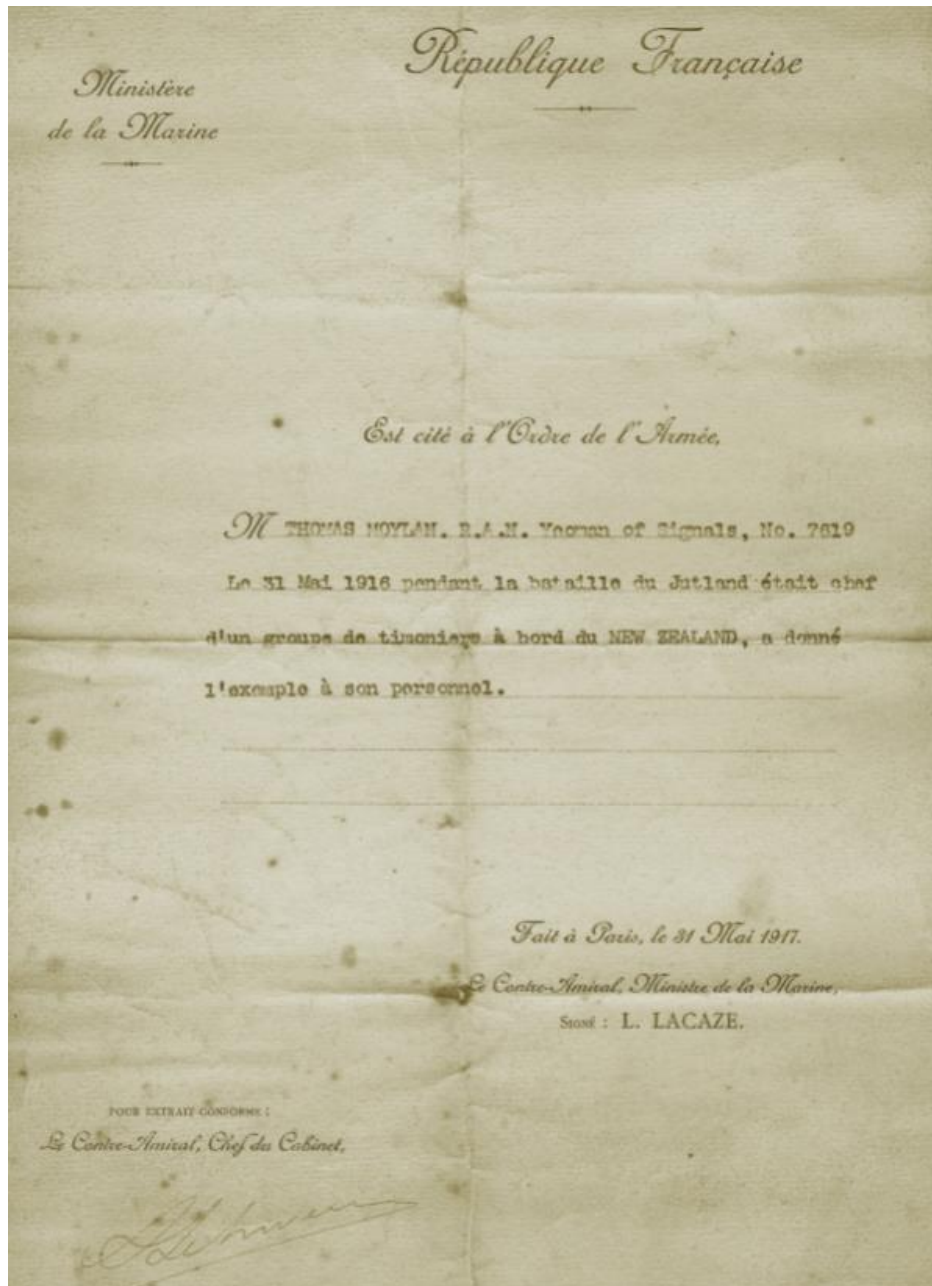 République Française
Ministère
de la Marine
Est cité à l'Ordre de l'Armée,
M THOMAS MOYLAN. R.A.N. Yeoman of Signals, No. 7619
Le 31 Mai 1916 pendant la bataille du Jutland était chef
d'un groupe de timoniers à bord du NEW ZEALAND, a donné
l'exemple à son personnel.
Fait à Paris, le 31 Mai 1917.
Le Contre-Amiral, Ministre de la Marine,
SIGNÉ : L. LACAZE.
POUR EXTRAIT CONFORME :
Le Contre-Amiral, Chef du Cabinet,